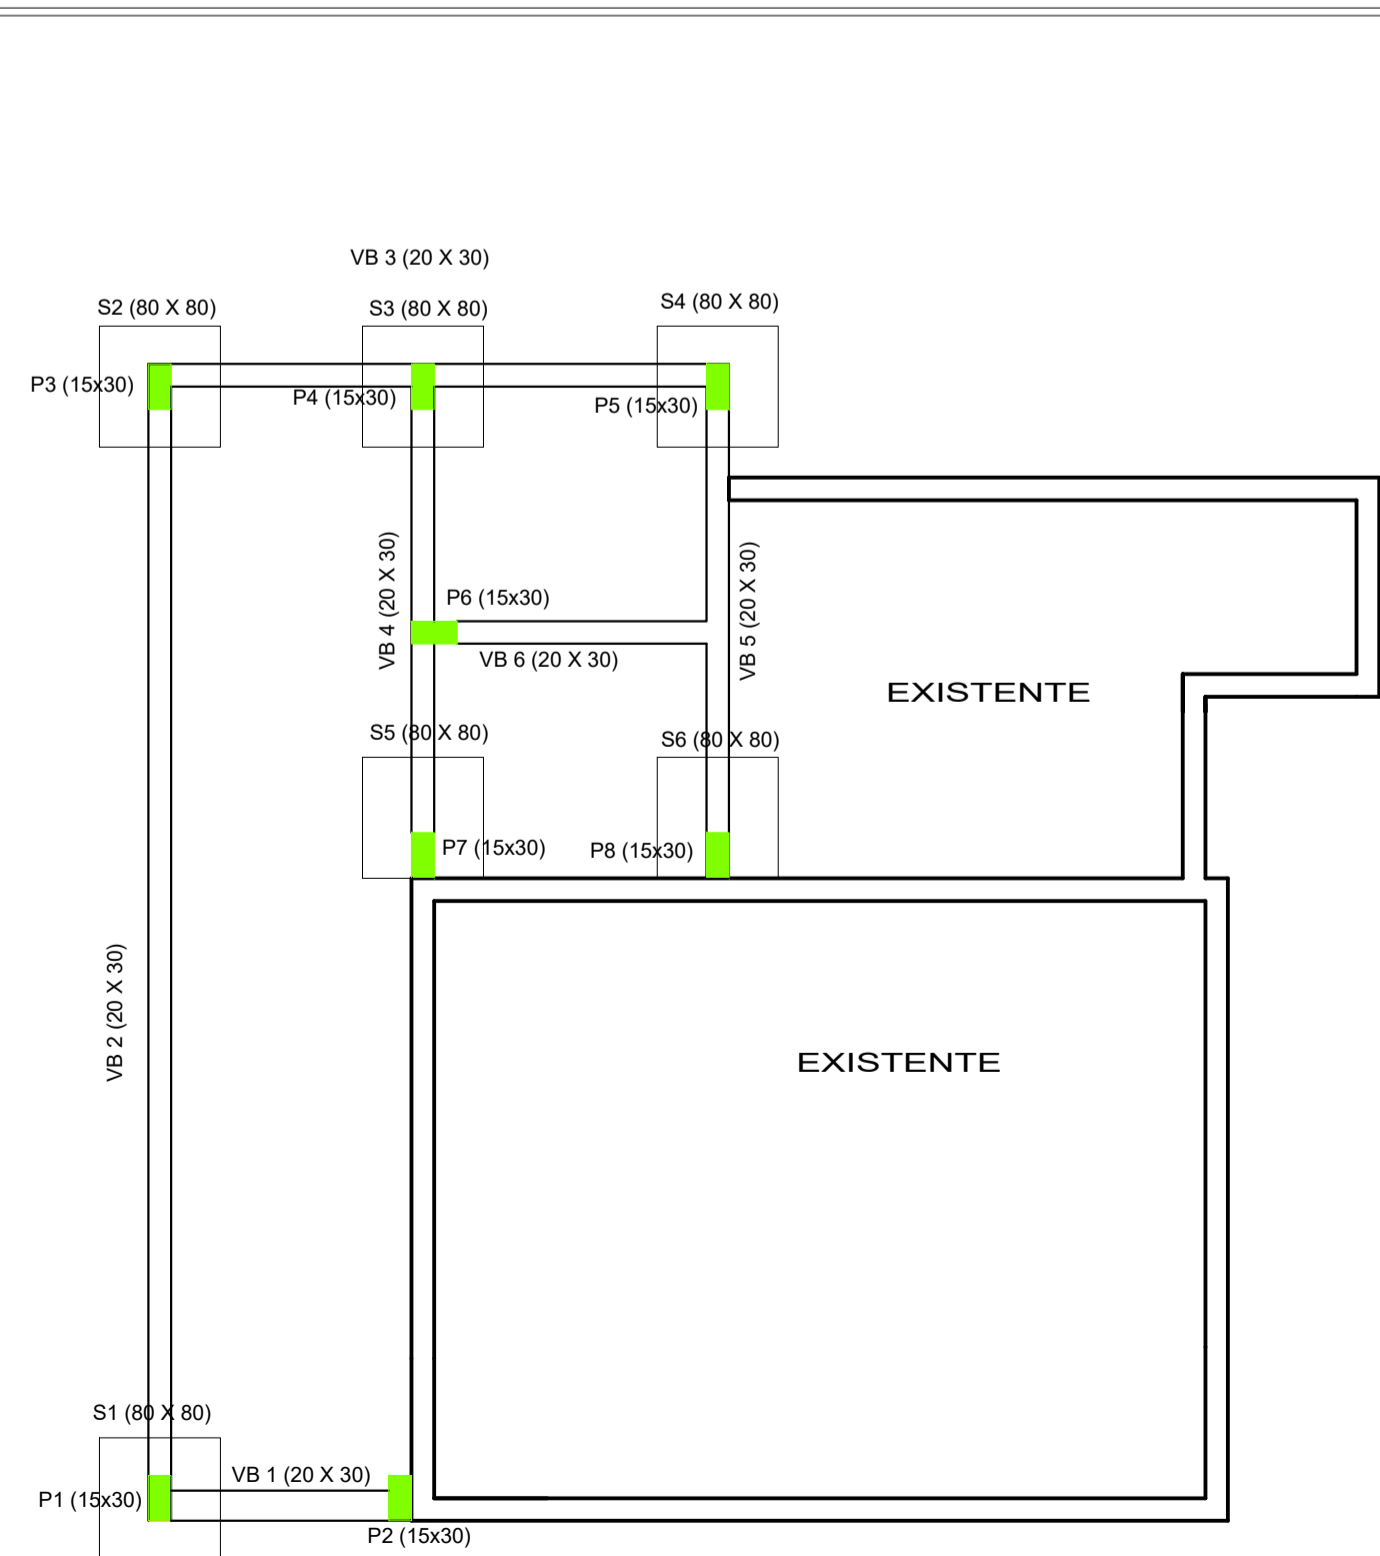 VB 3 (20 X 30)
S2 (80 X 80)
S3 (80 X 80)
S4 (80 X 80)
P3 (15x30)
P4 (15x30)
P5 (15x30)
VB 4 (20 X 30)
P6 (15x30)
VB 6 (20 X 30)
VB 5 (20 X 30)
EXISTENTE
S5 (80 X 80)
S6 (80 X 80)
P7 (15x30)
P8 (15x30)
VB 2 (20 X 30)
EXISTENTE
S1 (80 X 80)
VB 1 (20 X 30)
P1 (15x30)
P2 (15x30)